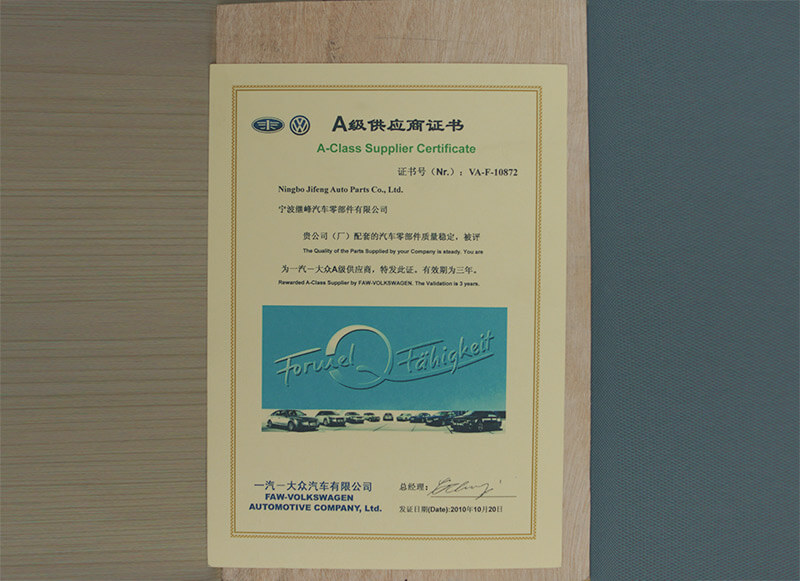 A级供应商证书
A-Class Supplier Certificate
证书号（Nr.）：VA-F-10872
Ningbo Jifeng Auto Parts Co., Ltd.
宁波继峰汽车零部件有限公司
贵公司（厂）配套的汽车零部件质量稳定，被评
The Quality of the Parts Supplied by your Company is steady. You are
为一汽－大众A级供应商，特发此证。有效期为三年。
Rewarded A-Class Supplier by FAW-VOLKSWAGEN. The Validation is 3 years.
Formel Q Fähigkeit
一汽－大众汽车有限公司
FAW-VOLKSWAGEN
AUTOMOTIVE COMPANY, Ltd.
总经理：
发证日期(Date):2010年10月20日